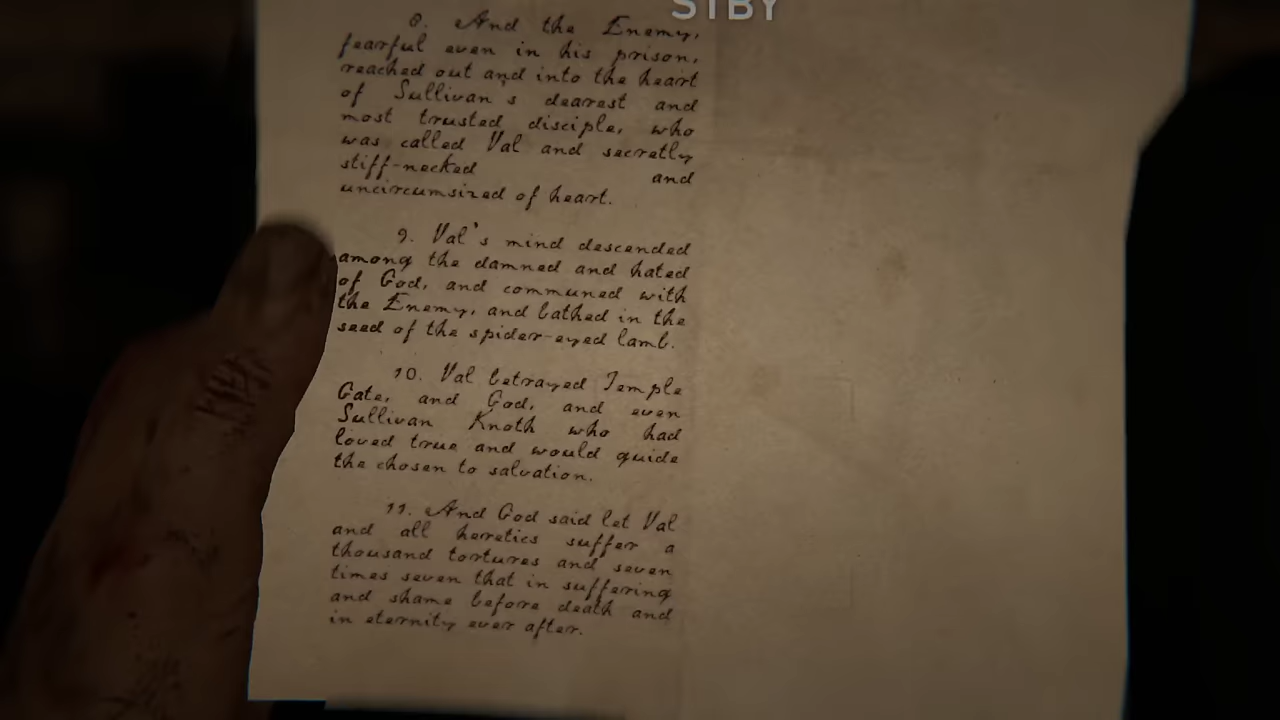 STBY
8. And the Enemy,
fearful even in his prison,
reached out and into the heart
of Sullivan s dearest and
most trusted disciple, who
was called Val and secretly
stiff-necked and
uncircumsized of heart.
9. Val's mind descended
among the damned and hated
of God, and communed with
the Enemy, and bathed in the
seed of the spider-eyed lamb.
10. Val betrayed Temple
Gate, and God, and even
Sullivan Knoth who had
loved true and would guide
the chosen to salvation.
11. And God said let Val
and all heretics suffer a
thousand tortures and seven
times seven that in suffering
and shame before death and
in eternity ever after.